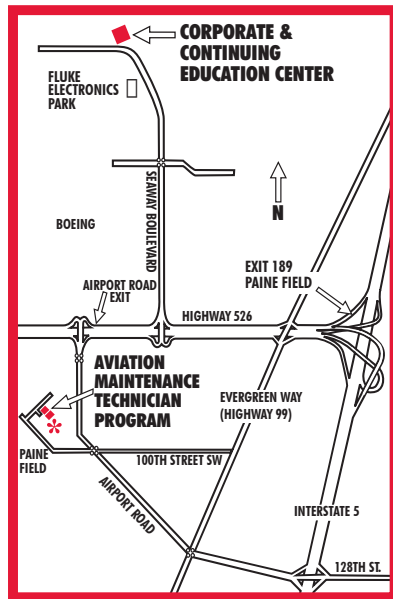 CORPORATE &
CONTINUING
EDUCATION CENTER
FLUKE
ELECTRONICS
PARK
SEAWAY BOULEVARD
N
BOEING
EXIT 189
PAINE FIELD
AIRPORT ROAD
EXIT
HIGHWAY 526
AVIATION
MAINTENANCE
TECHNICIAN
PROGRAM
*
EVERGREEN WAY
(HIGHWAY 99)
PAINE
FIELD
100TH STREET SW
AIRPORT ROAD
INTERSTATE 5
128TH ST.